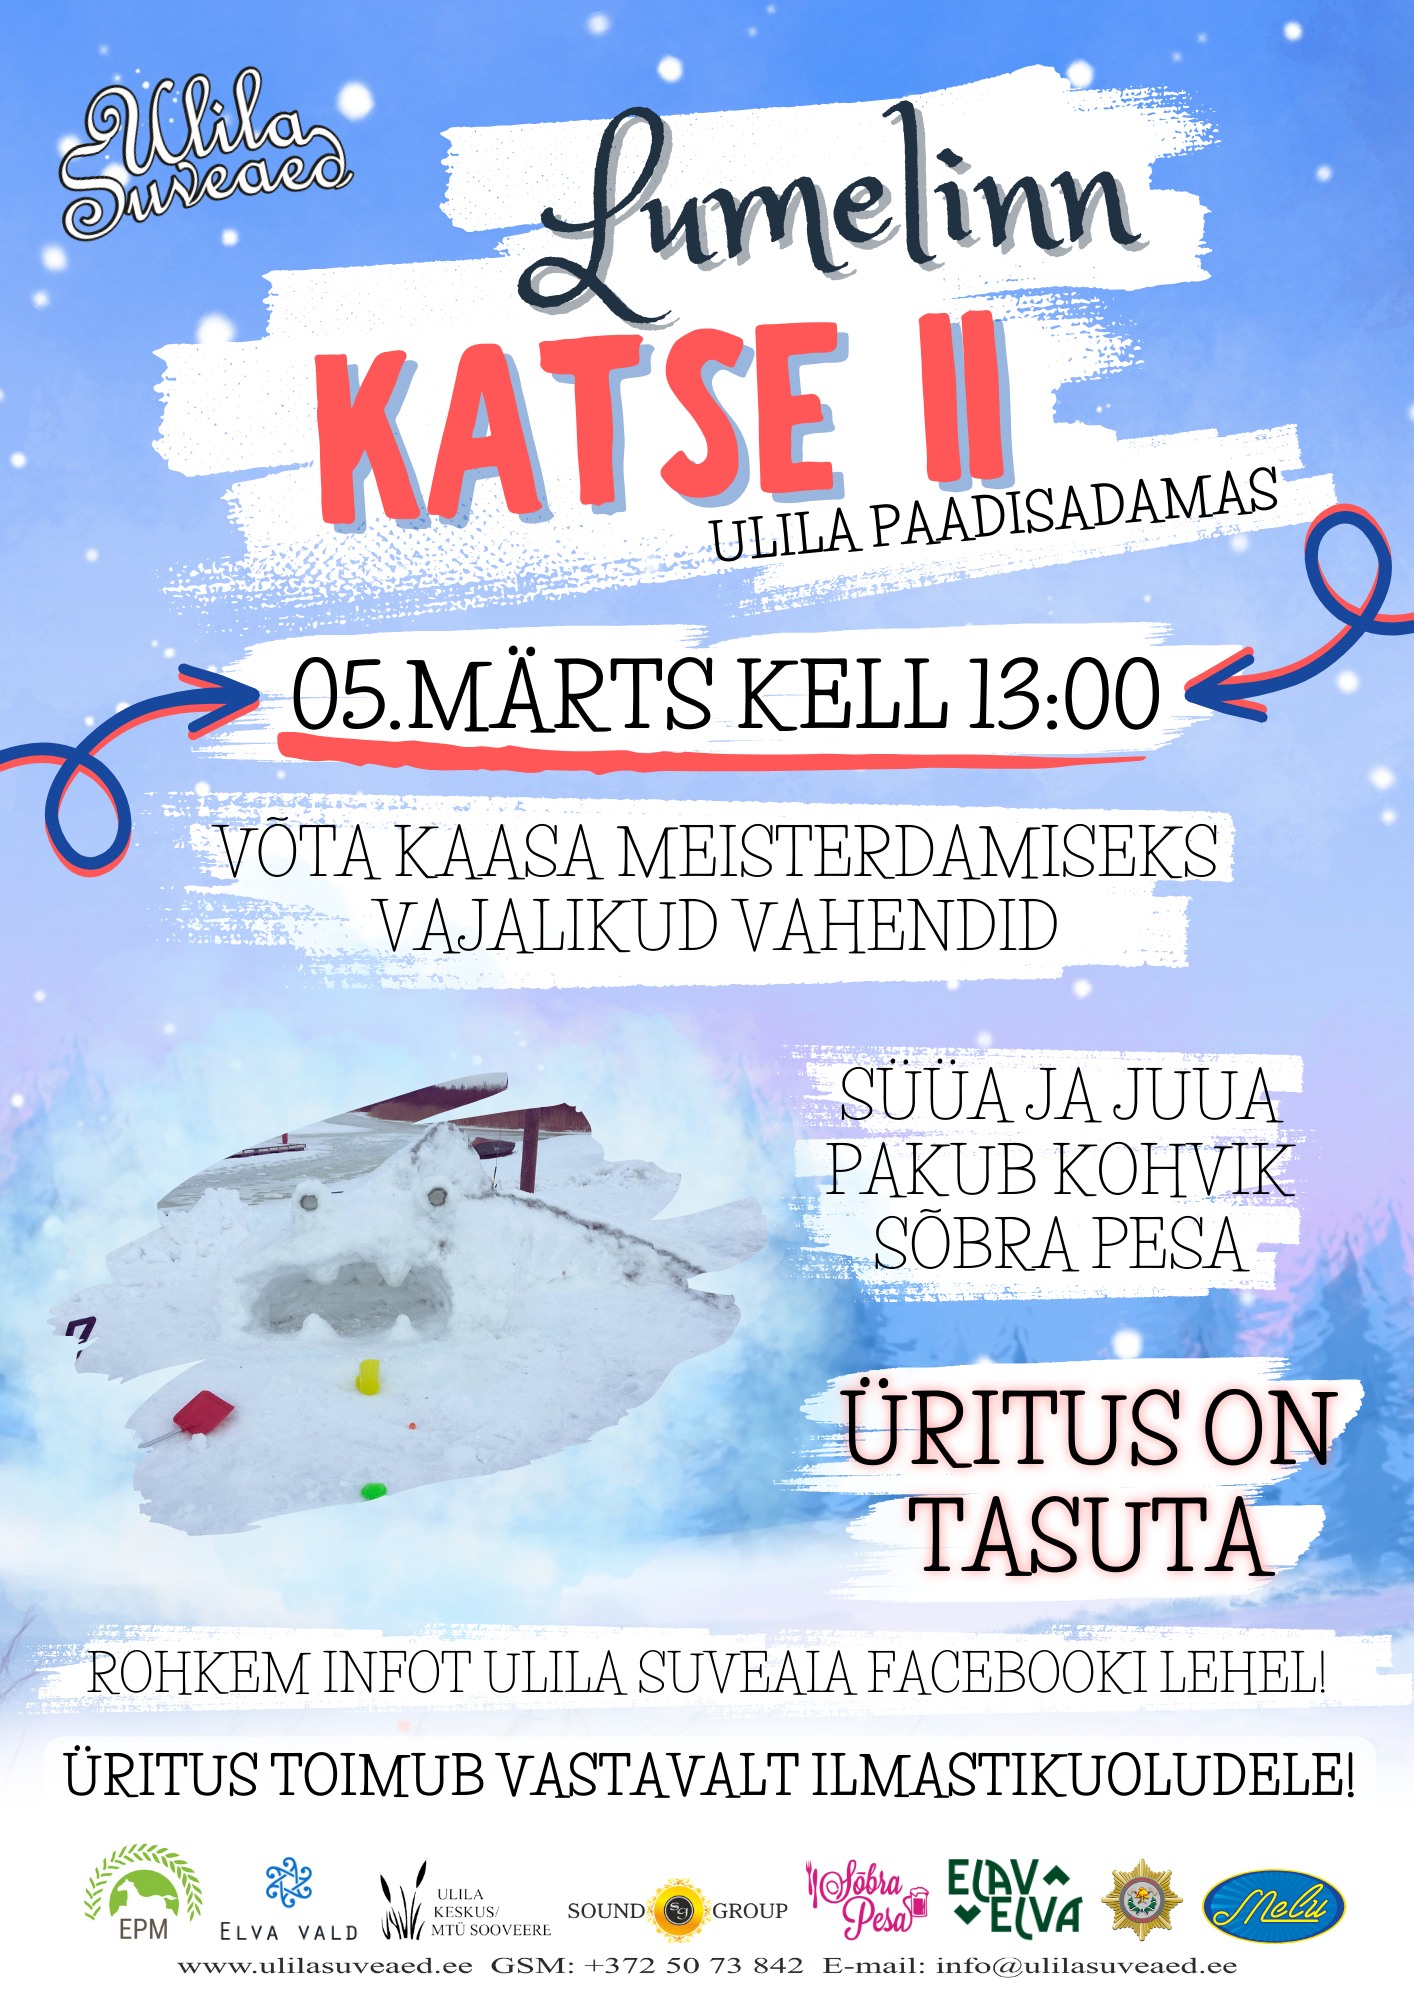 Ulila
Suveaed
Lumelinn
KATSE II
ULILA PAADISADAMAS
05.MÄRTS KELL 13:00
VÕTA KAASA MEISTERDAMISEKS
VAJALIKUD VAHENDID
SÜÜA JA JUUA
PAKUB KOHVIK
SÕBRA PESA
ÜRITUS ON
TASUTA
ROHKEM INFOT ULILA SUVEAIA FACEBOOKI LEHEL!
ÜRITUS TOIMUB VASTAVALT ILMASTIKUOLUDELE!
EPM
ELVA VALD
ULILA
KESKUS/
MTÜ SOOVEERE
SOUND SG GROUP
Sõbra
Pesa
ELAV
ELVA
Melu
www.ulilasuveaed.ee GSM: +372 50 73 842 E-mail: info@ulilasuveaed.ee